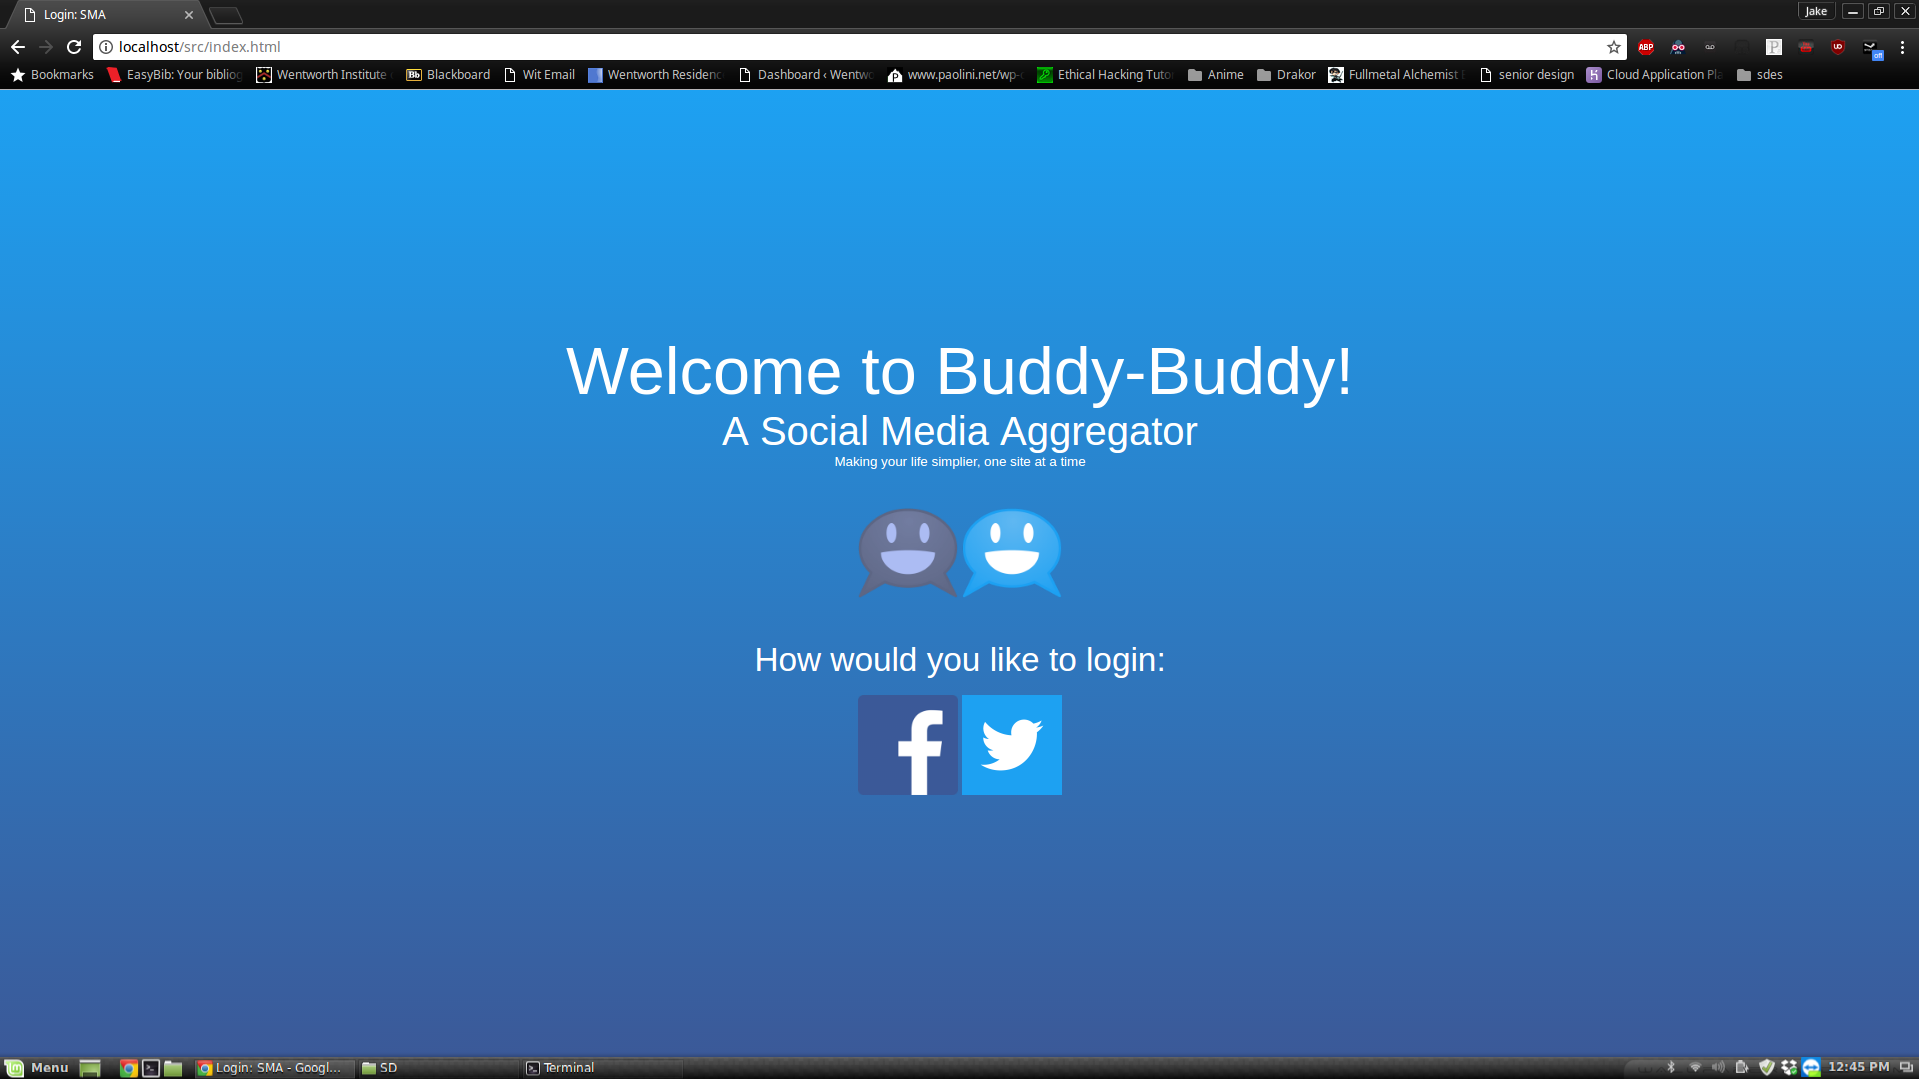 Login: SMA
Jake
localhost/src/index.html
ABP
Bookmarks
EasyBib: Your bibliog
Wentworth Institute
Bb
Blackboard
Wit Email
Wentworth Residenc
Dashboard ‹ Wentwo
www.paolini.net/wp-
Ethical Hacking Tuto
Anime
Drakor
Fullmetal Alchemist
senior design
Cloud Application Pla
sdes
Welcome to Buddy-Buddy!
A Social Media Aggregator
Making your life simplier, one site at a time
How would you like to login:
Menu
Login: SMA - Googl...
SD
Terminal
12:45 PM